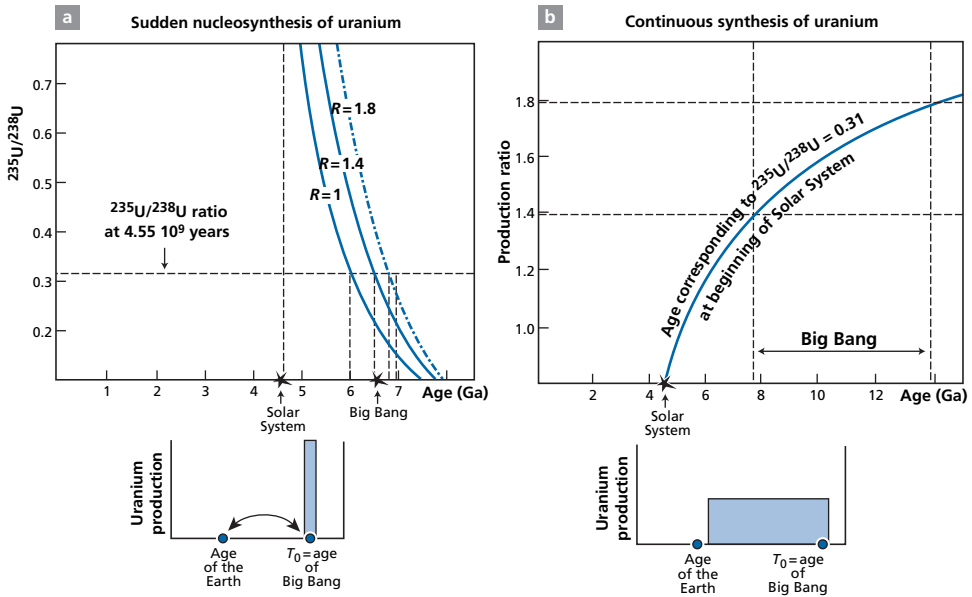 a
Sudden nucleosynthesis of uranium
235U/238U
0.7
0.6
0.5
0.4
0.3
0.2
R=1.8
R=1.4
R=1
235U/238U ratio
at 4.55 10⁹ years
1 2 3 4 5 6 7 Age (Ga)
Solar
System
Big Bang
Uranium
production
Age
of the
Earth
T₀=age
of
Big Bang
b
Continuous synthesis of uranium
Production ratio
1.8
1.6
1.4
1.2
1.0
Age corresponding to 235U/238U = 0.31
at beginning of Solar System
Big Bang
2 4 6 8 10 12 Age (Ga)
Solar
System
Uranium
production
Age
of the
Earth
T₀=age
of
Big Bang